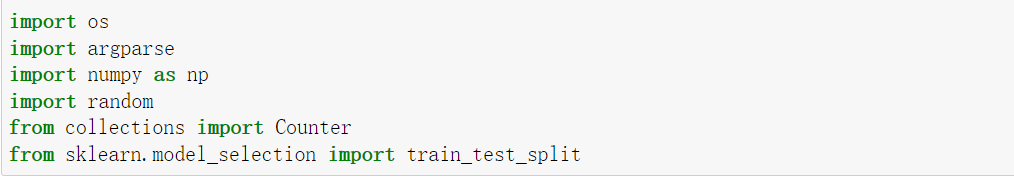 import os
import argparse
import numpy as np
import random
from collections import Counter
from sklearn.model_selection import train_test_split